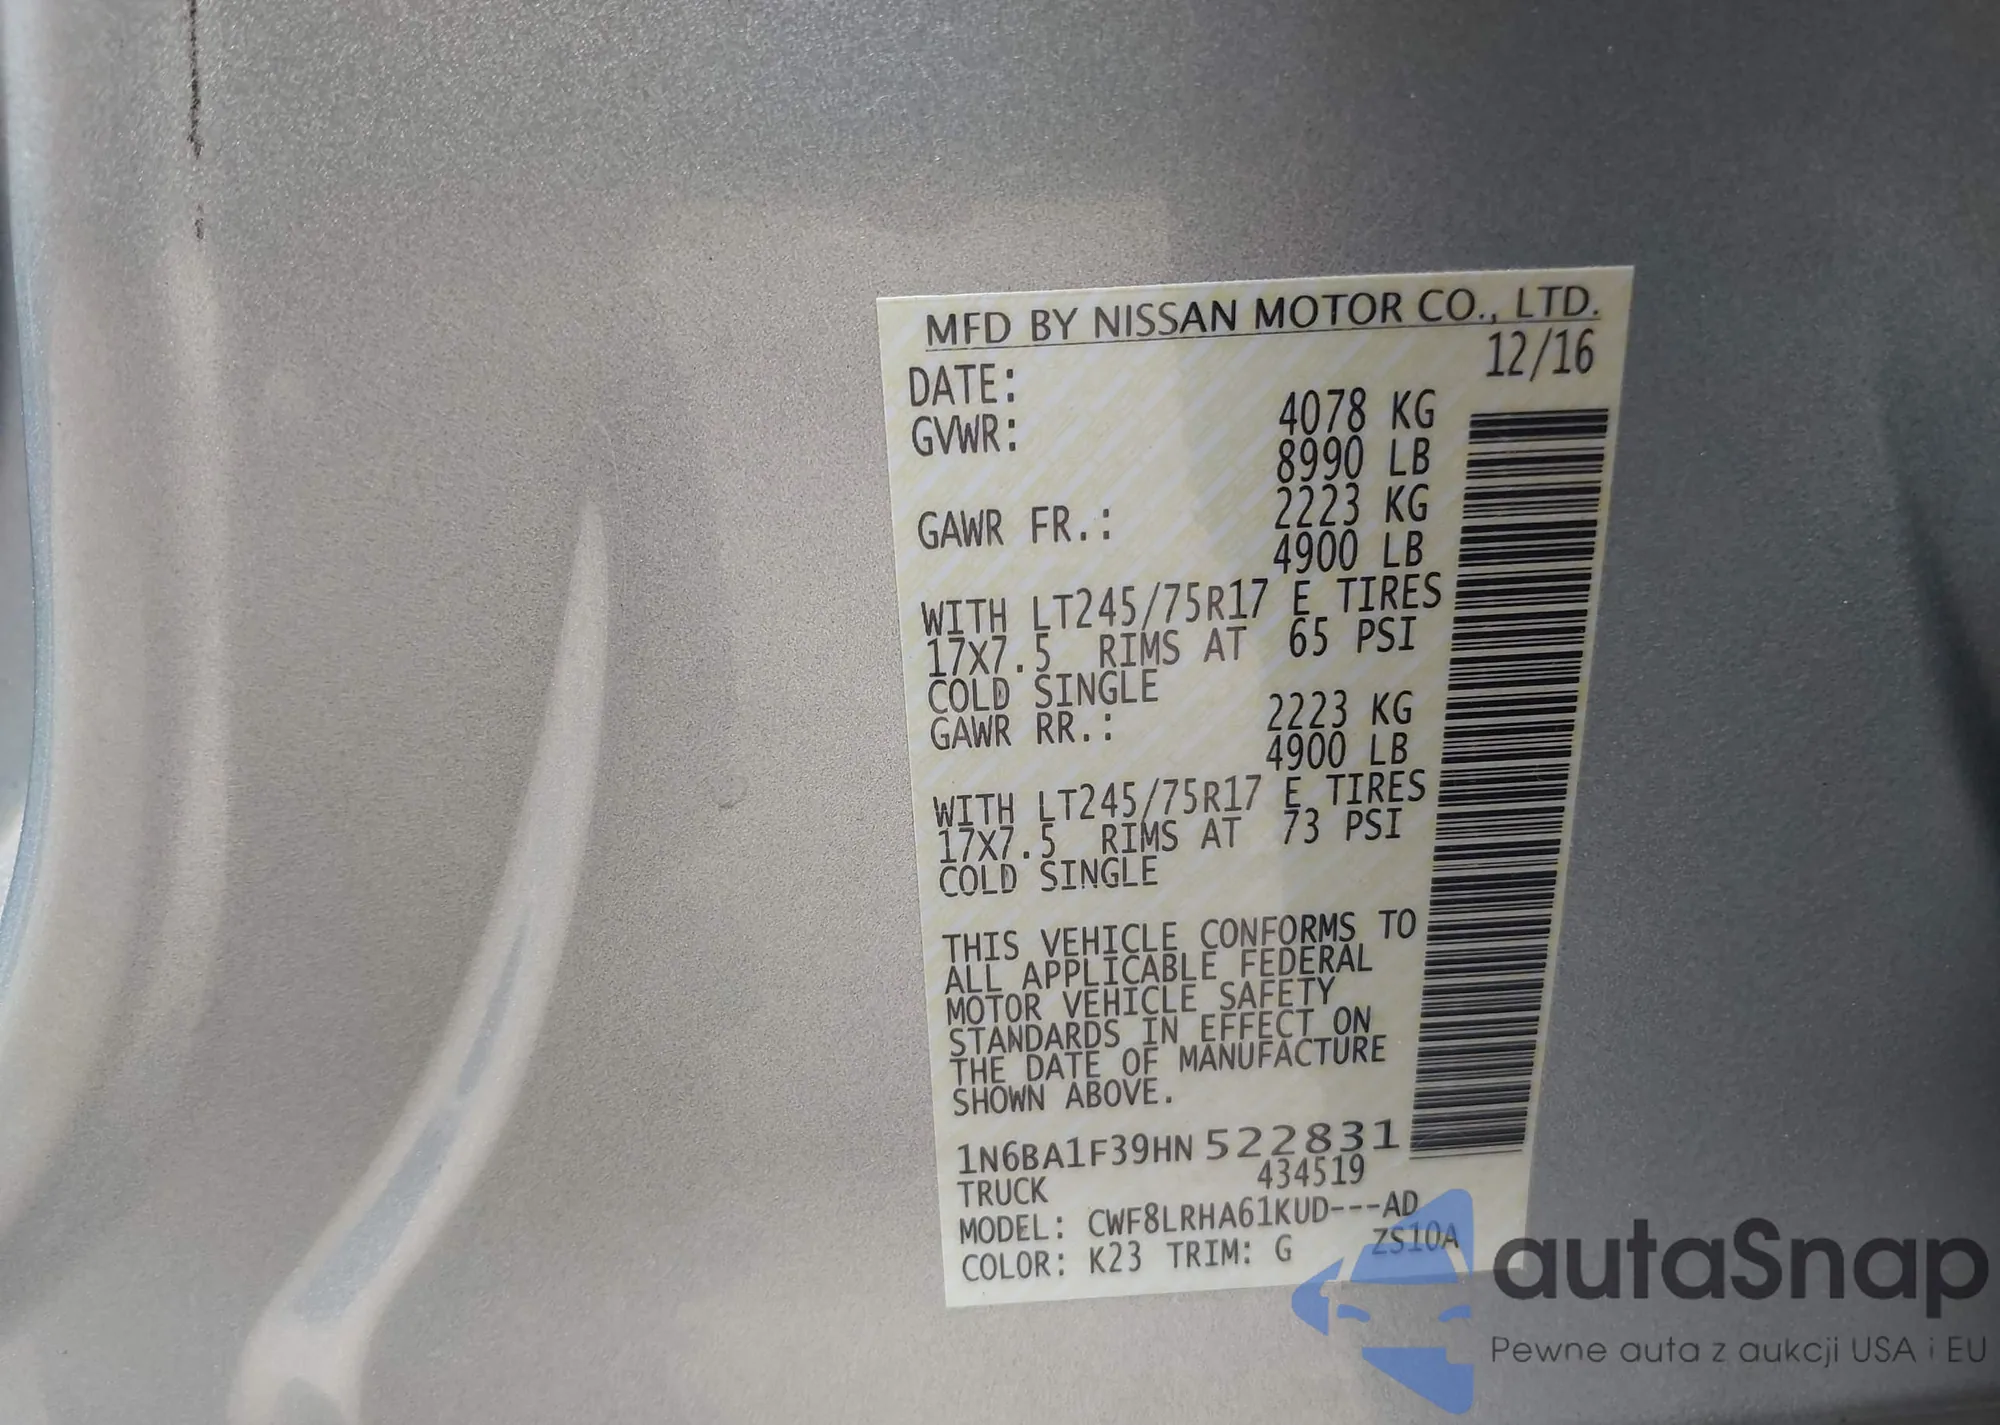 MFD BY NISSAN MOTOR CO., LTD.
DATE: 12/16
GVWR: 4078 KG
8990 LB
GAWR FR.: 2223 KG
4900 LB
WITH LT245/75R17 E TIRES
17X7.5 RIMS AT 65 PSI
COLD SINGLE
GAWR RR.: 2223 KG
4900 LB
WITH LT245/75R17 E TIRES
17X7.5 RIMS AT 73 PSI
COLD SINGLE
THIS VEHICLE CONFORMS TO
ALL APPLICABLE FEDERAL
MOTOR VEHICLE SAFETY
STANDARDS IN EFFECT ON
THE DATE OF MANUFACTURE
SHOWN ABOVE.
1N6BA1F39HN522831
TRUCK 434519
MODEL: CWF8LRHA61KUD---AD
COLOR: K23 TRIM: G ZS10A
autaSnap
Pewne auta z aukcji USA i EU